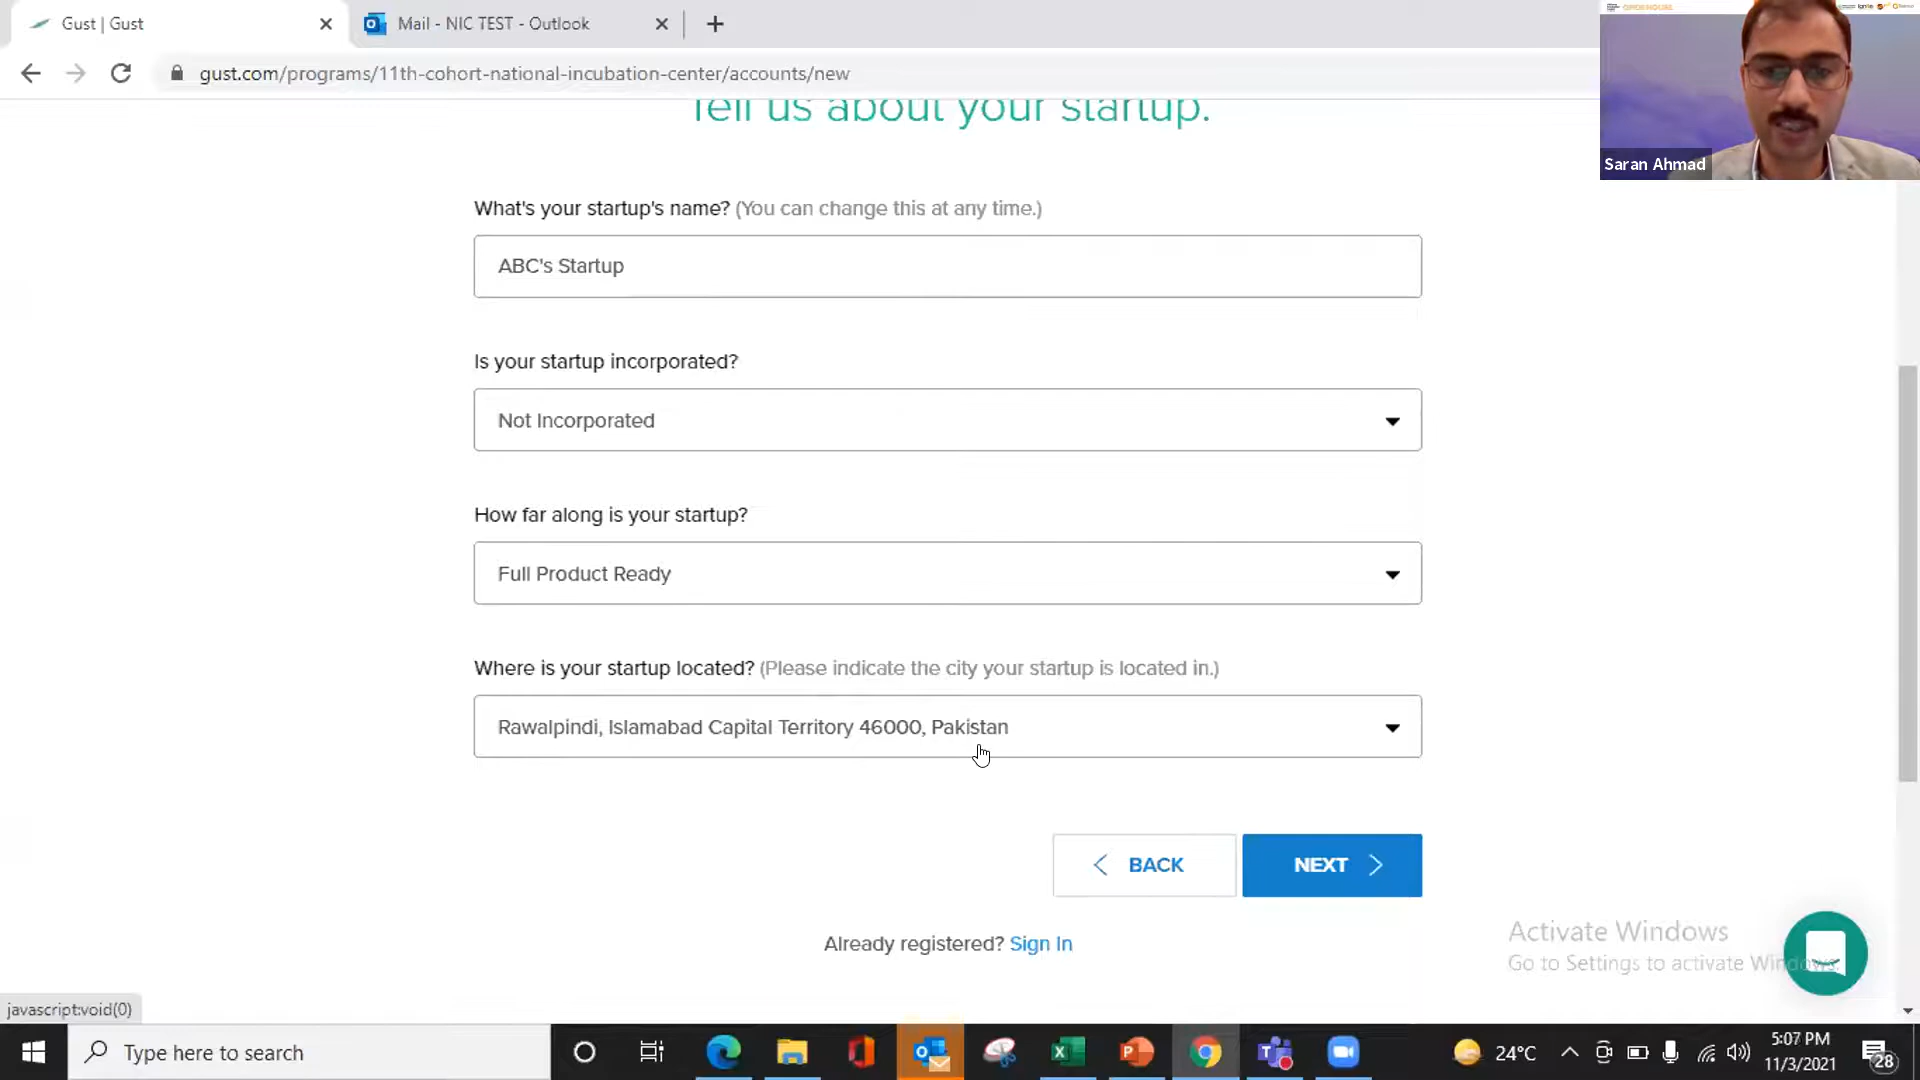 Gust | Gust
Mail - NIC TEST - Outlook
gust.com/programs/11th-cohort-national-incubation-center/accounts/new
OPEN HOUSE
Saran Ahmad
Tell us about your startup.
What's your startup's name? (You can change this at any time.)
ABC's Startup
Is your startup incorporated?
Not Incorporated
How far along is your startup?
Full Product Ready
Where is your startup located? (Please indicate the city your startup is located in.)
Rawalpindi, Islamabad Capital Territory 46000, Pakistan
BACK
NEXT
Already registered? Sign In
Activate Windows
Go to Settings to activate Windows.
javascript:void(0)
Type here to search
24°C
5:07 PM
11/3/2021
28